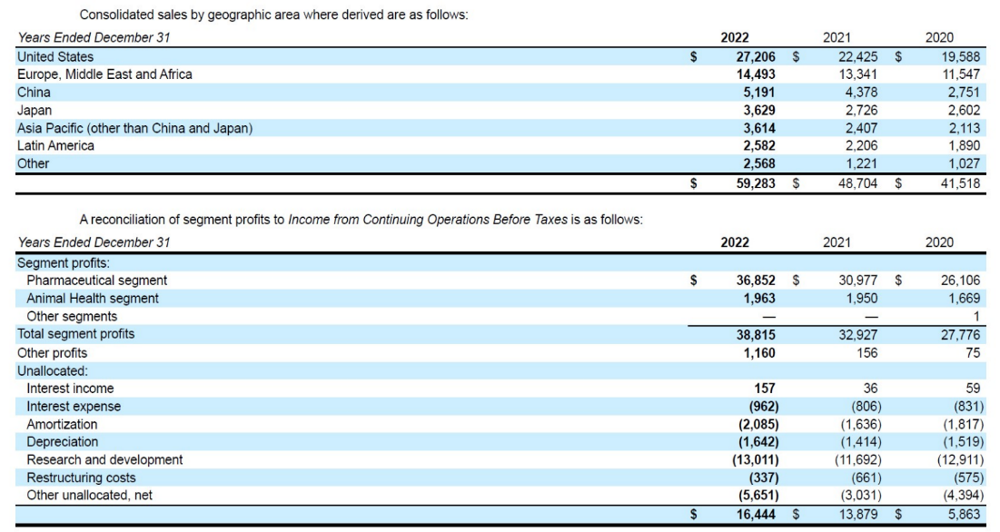 Consolidated sales by geographic area where derived are as follows:
Years Ended December 31 2022 2021 2020
United States $ 27,206 $ 22,425 $ 19,588
Europe, Middle East and Africa 14,493 13,341 11,547
China 5,191 4,378 2,751
Japan 3,629 2,726 2,602
Asia Pacific (other than China and Japan) 3,614 2,407 2,113
Latin America 2,582 2,206 1,890
Other 2,568 1,221 1,027
$ 59,283 $ 48,704 $ 41,518
A reconciliation of segment profits to Income from Continuing Operations Before Taxes is as follows:
Years Ended December 31 2022 2021 2020
Segment profits:
Pharmaceutical segment $ 36,852 $ 30,977 $ 26,106
Animal Health segment 1,963 1,950 1,669
Other segments — — 1
Total segment profits 38,815 32,927 27,776
Other profits 1,160 156 75
Unallocated:
Interest income 157 36 59
Interest expense (962) (806) (831)
Amortization (2,085) (1,636) (1,817)
Depreciation (1,642) (1,414) (1,519)
Research and development (13,011) (11,692) (12,911)
Restructuring costs (337) (661) (575)
Other unallocated, net (5,651) (3,031) (4,394)
$ 16,444 $ 13,879 $ 5,863